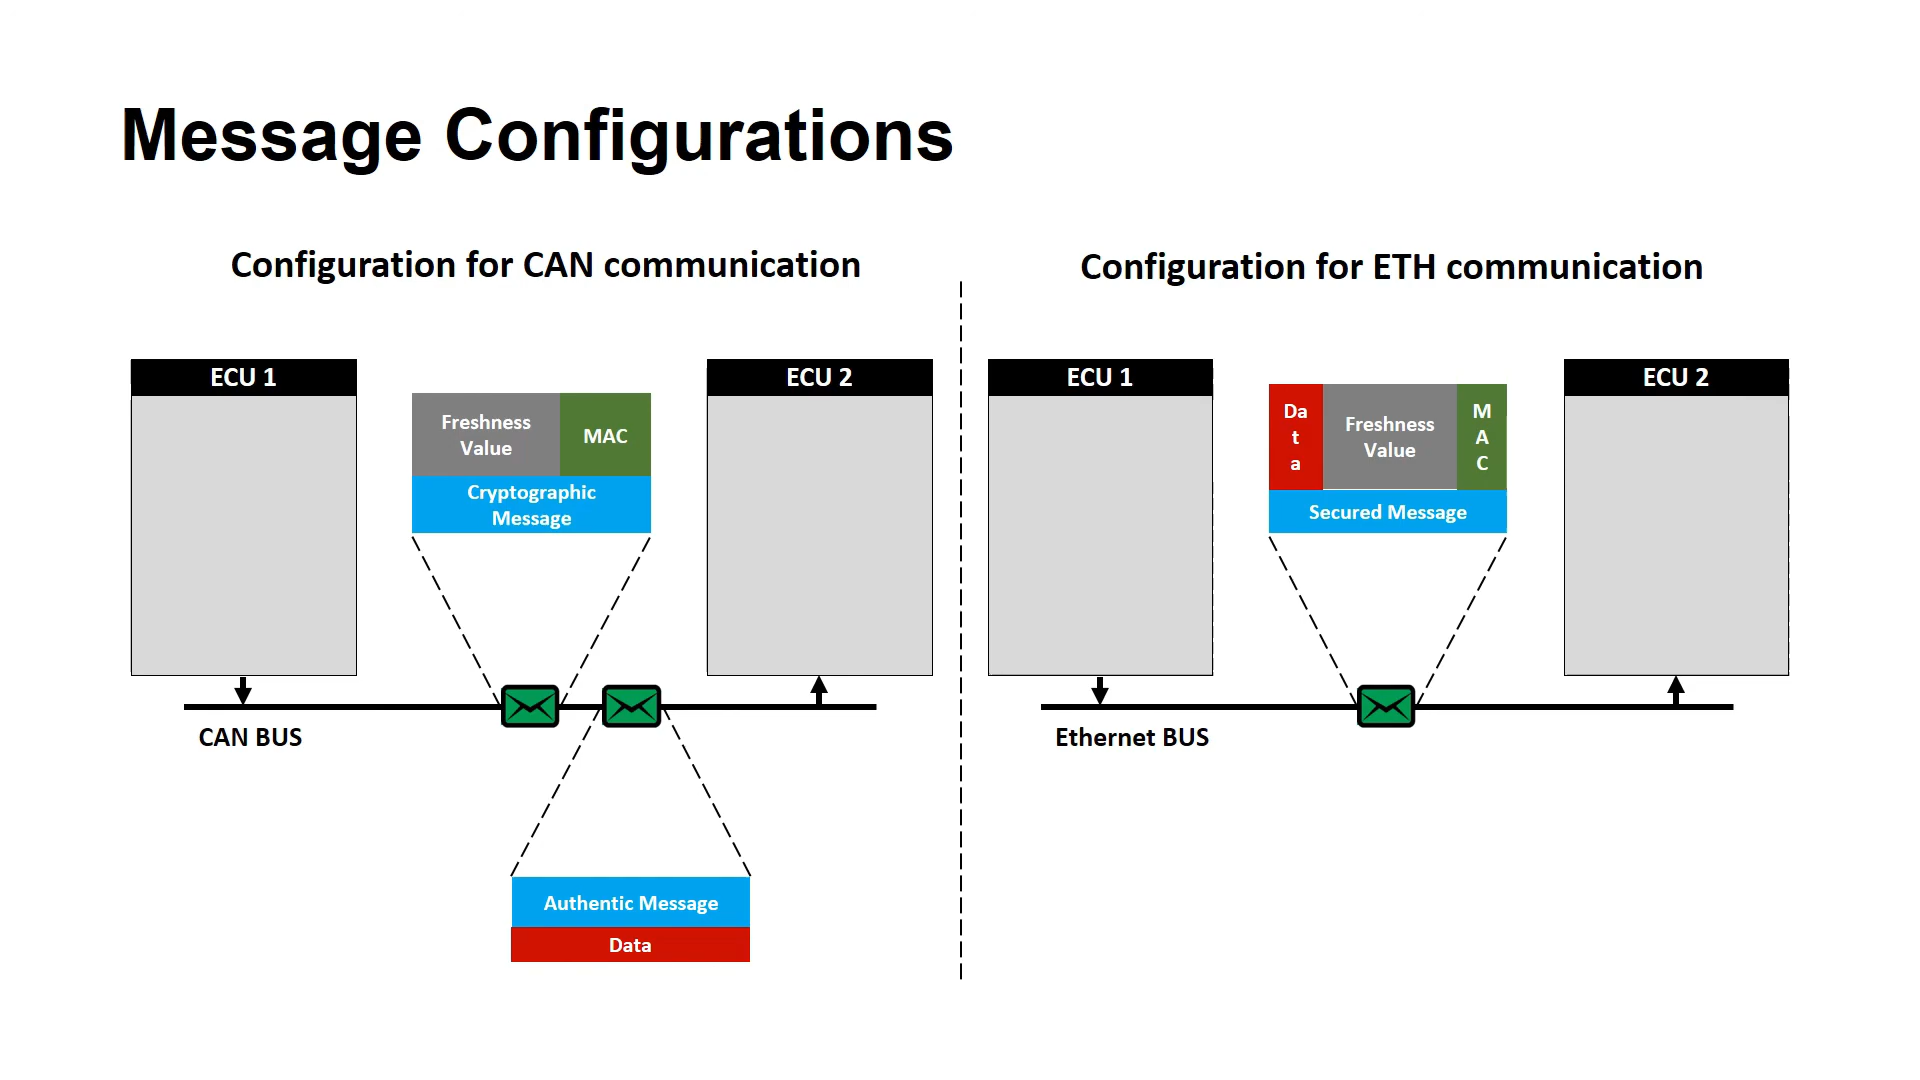 Message Configurations
Configuration for CAN communication
ECU 1
Freshness
Value
MAC
Cryptographic
Message
ECU 2
CAN BUS
Authentic Message
Data
Configuration for ETH communication
ECU 1
Da
t
a
Freshness
Value
M
A
C
Secured Message
ECU 2
Ethernet BUS